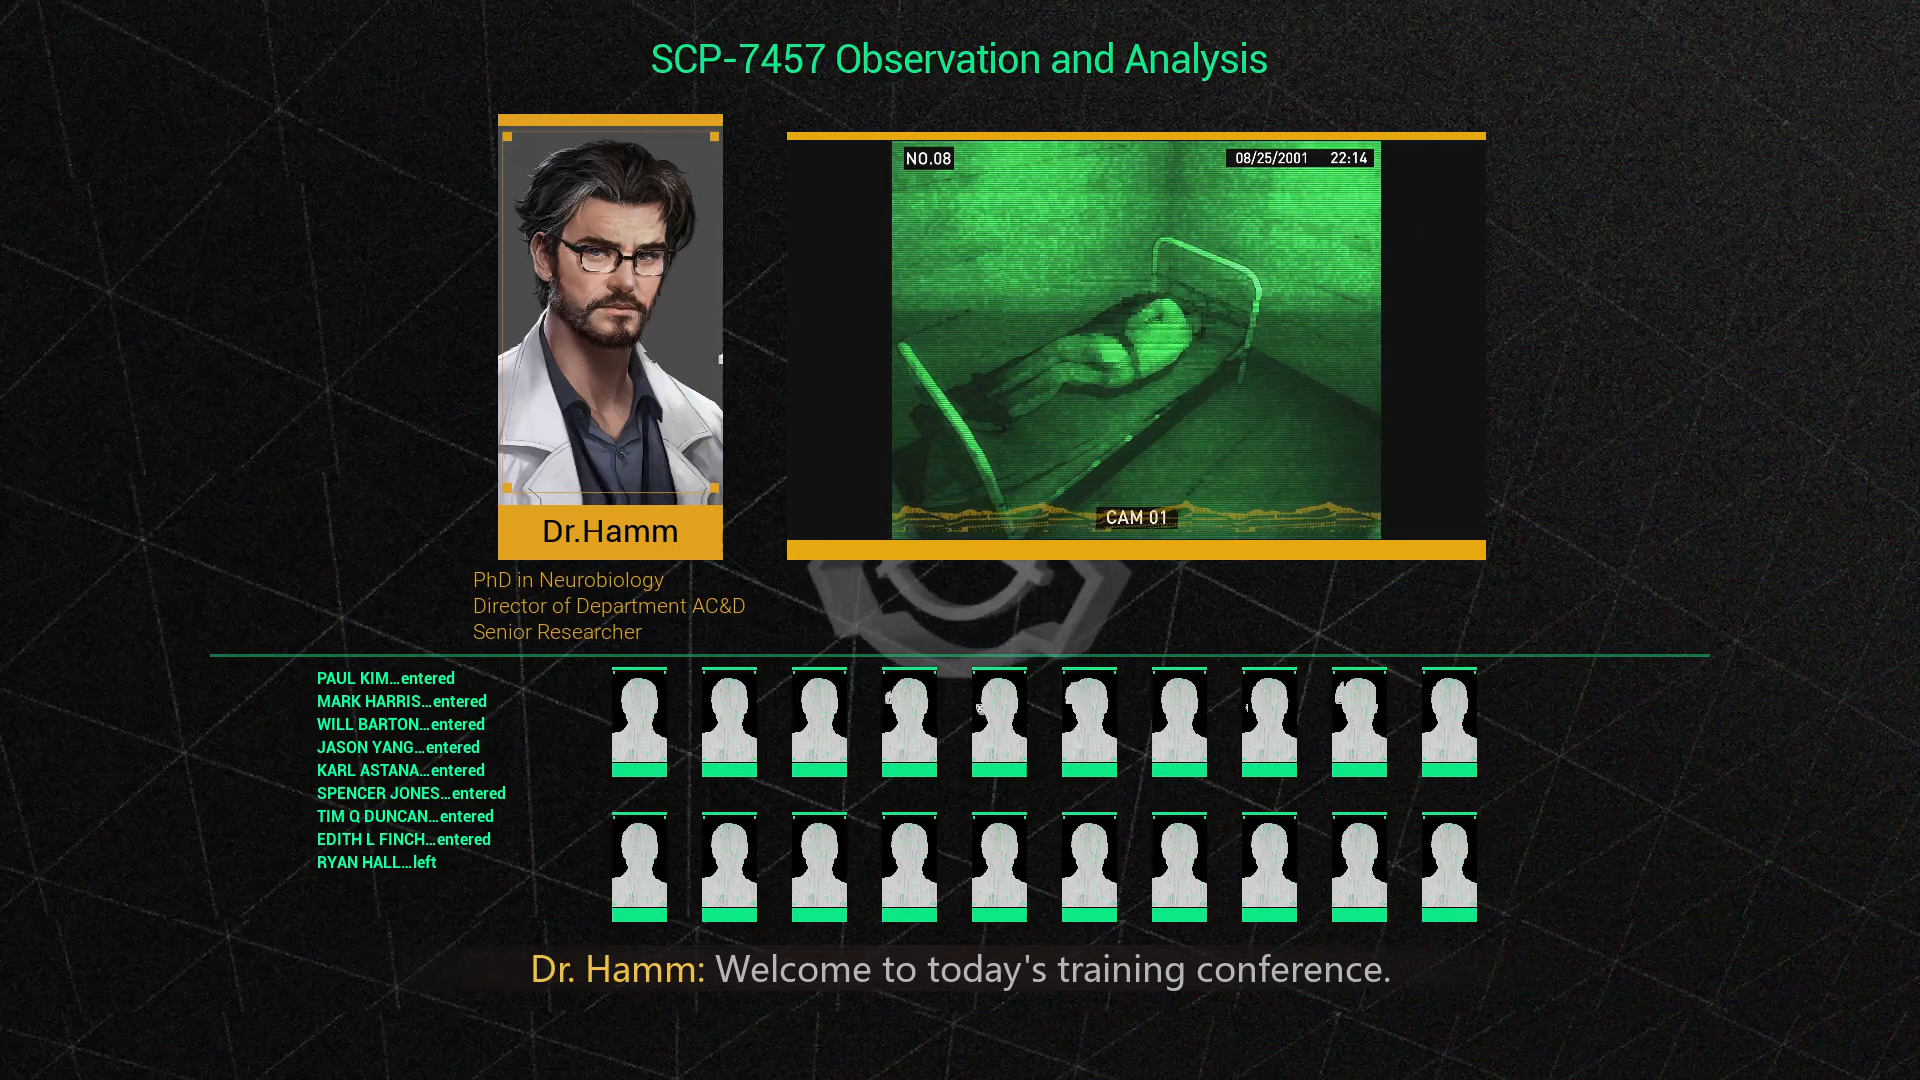 SCP-7457 Observation and Analysis
NO.08
08/25/2001 22:14
CAM 01
Dr.Hamm
PhD in Neurobiology
Director of Department AC&D
Senior Researcher
PAUL KIM...entered
MARK HARRIS...entered
WILL BARTON...entered
JASON YANG...entered
KARL ASTANA...entered
SPENCER JONES...entered
TIM Q DUNCAN...entered
EDITH L FINCH...entered
RYAN HALL...left
Dr. Hamm: Welcome to today's training conference.